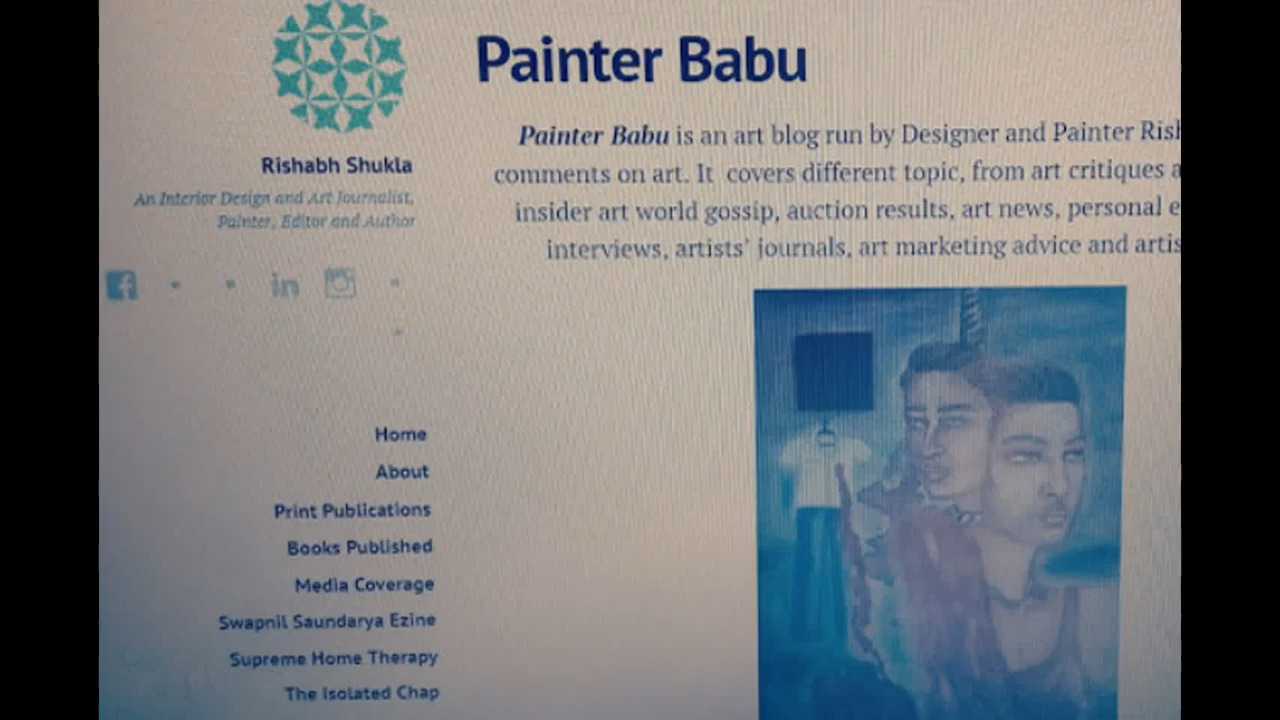 Painter Babu
Painter Babu is an art blog run by Designer and Painter Rish
comments on art. It covers different topic, from art critiques a
insider art world gossip, auction results, art news, personal e
interviews, artists' journals, art marketing advice and artis
Rishabh Shukla
An Interior Design and Art Journalist,
Painter, Editor and Author
f
in
Home
About
Print Publications
Books Published
Media Coverage
Swapnil Saundarya Ezine
Supreme Home Therapy
The Isolated Chap